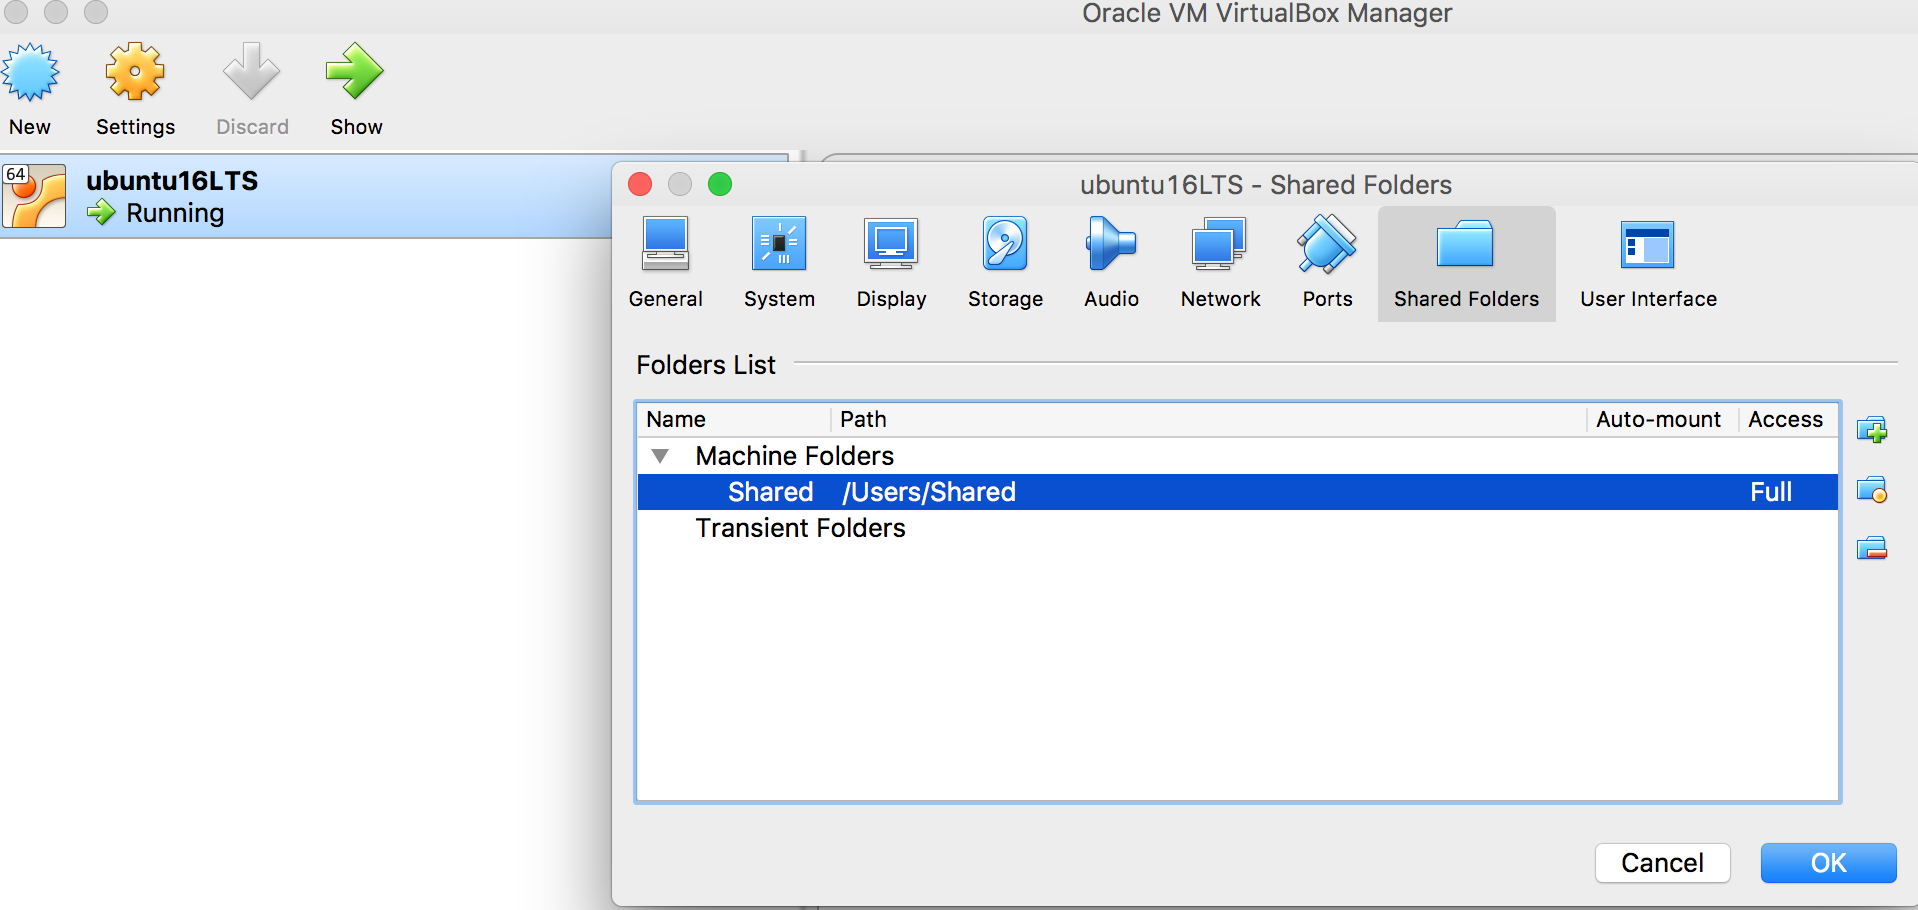 Oracle VM VirtualBox Manager
New Settings Discard Show
64
ubuntu16LTS
Running
ubuntu16LTS - Shared Folders
General System Display Storage Audio Network Ports Shared Folders User Interface
Folders List
Name Path Auto-mount Access
Machine Folders
Shared /Users/Shared Full
Transient Folders
Cancel OK